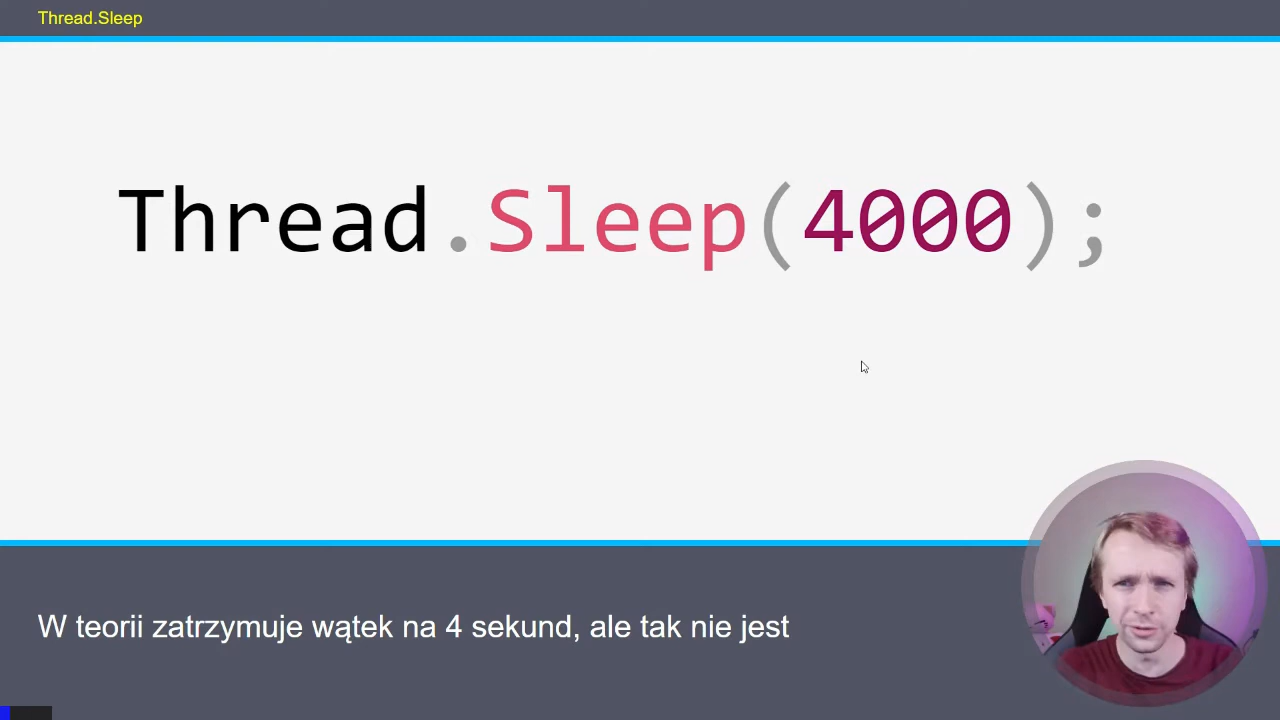 Thread.Sleep
Thread.Sleep(4000);
W teorii zatrzymuje wątek na 4 sekund, ale tak nie jest